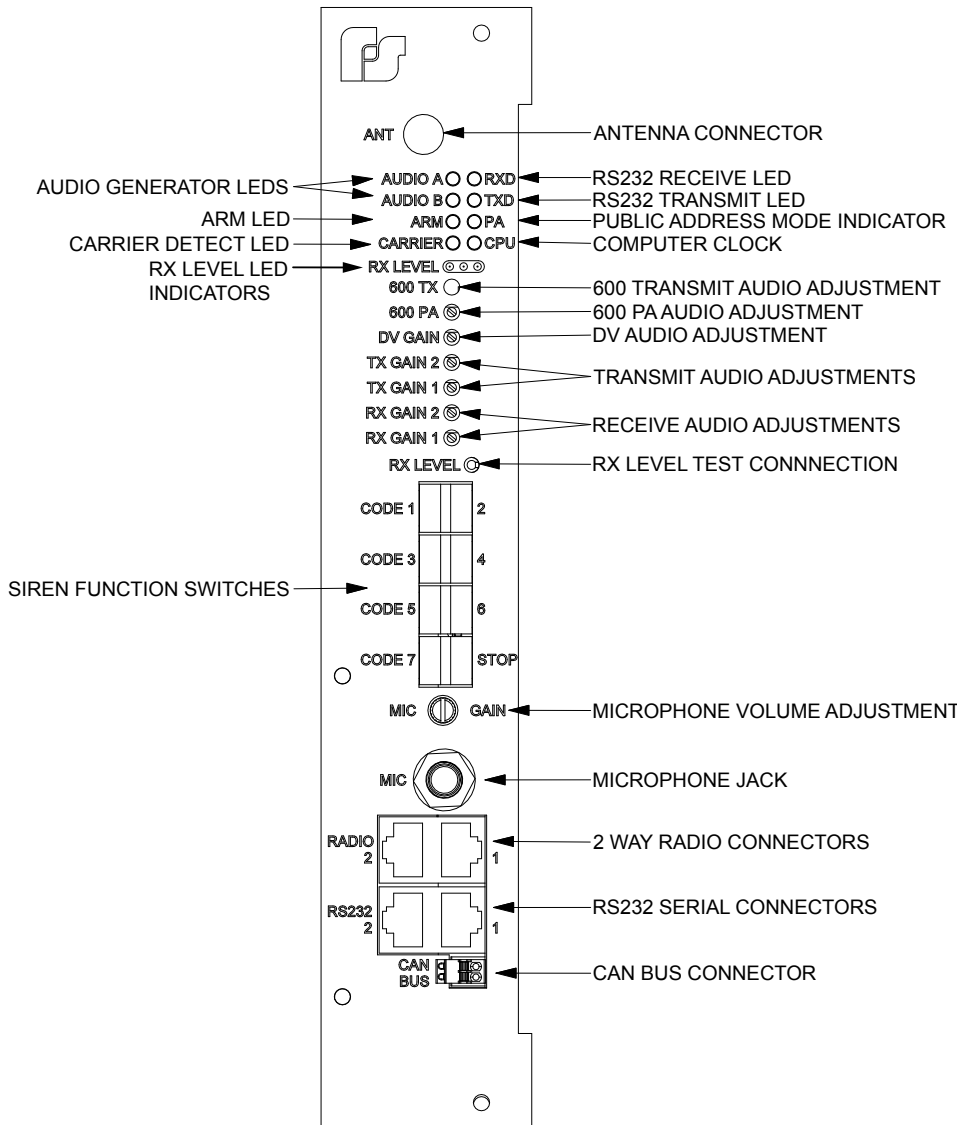 ANT
ANTENNA CONNECTOR
AUDIO GENERATOR LEDS
AUDIO A
RXD
RS232 RECEIVE LED
AUDIO B
TXD
RS232 TRANSMIT LED
ARM LED
ARM
PA
PUBLIC ADDRESS MODE INDICATOR
CARRIER DETECT LED
CARRIER
CPU
COMPUTER CLOCK
RX LEVEL LED
INDICATORS
RX LEVEL
600 TX
600 TRANSMIT AUDIO ADJUSTMENT
600 PA
600 PA AUDIO ADJUSTMENT
DV GAIN
DV AUDIO ADJUSTMENT
TX GAIN 2
TX GAIN 1
TRANSMIT AUDIO ADJUSTMENTS
RX GAIN 2
RX GAIN 1
RECEIVE AUDIO ADJUSTMENTS
RX LEVEL
RX LEVEL TEST CONNNECTION
CODE 1
2
CODE 3
4
SIREN FUNCTION SWITCHES
CODE 5
6
CODE 7
STOP
MIC
GAIN
MICROPHONE VOLUME ADJUSTMENT
MIC
MICROPHONE JACK
RADIO
2
1
2 WAY RADIO CONNECTORS
RS232
2
1
RS232 SERIAL CONNECTORS
CAN
BUS
CAN BUS CONNECTOR